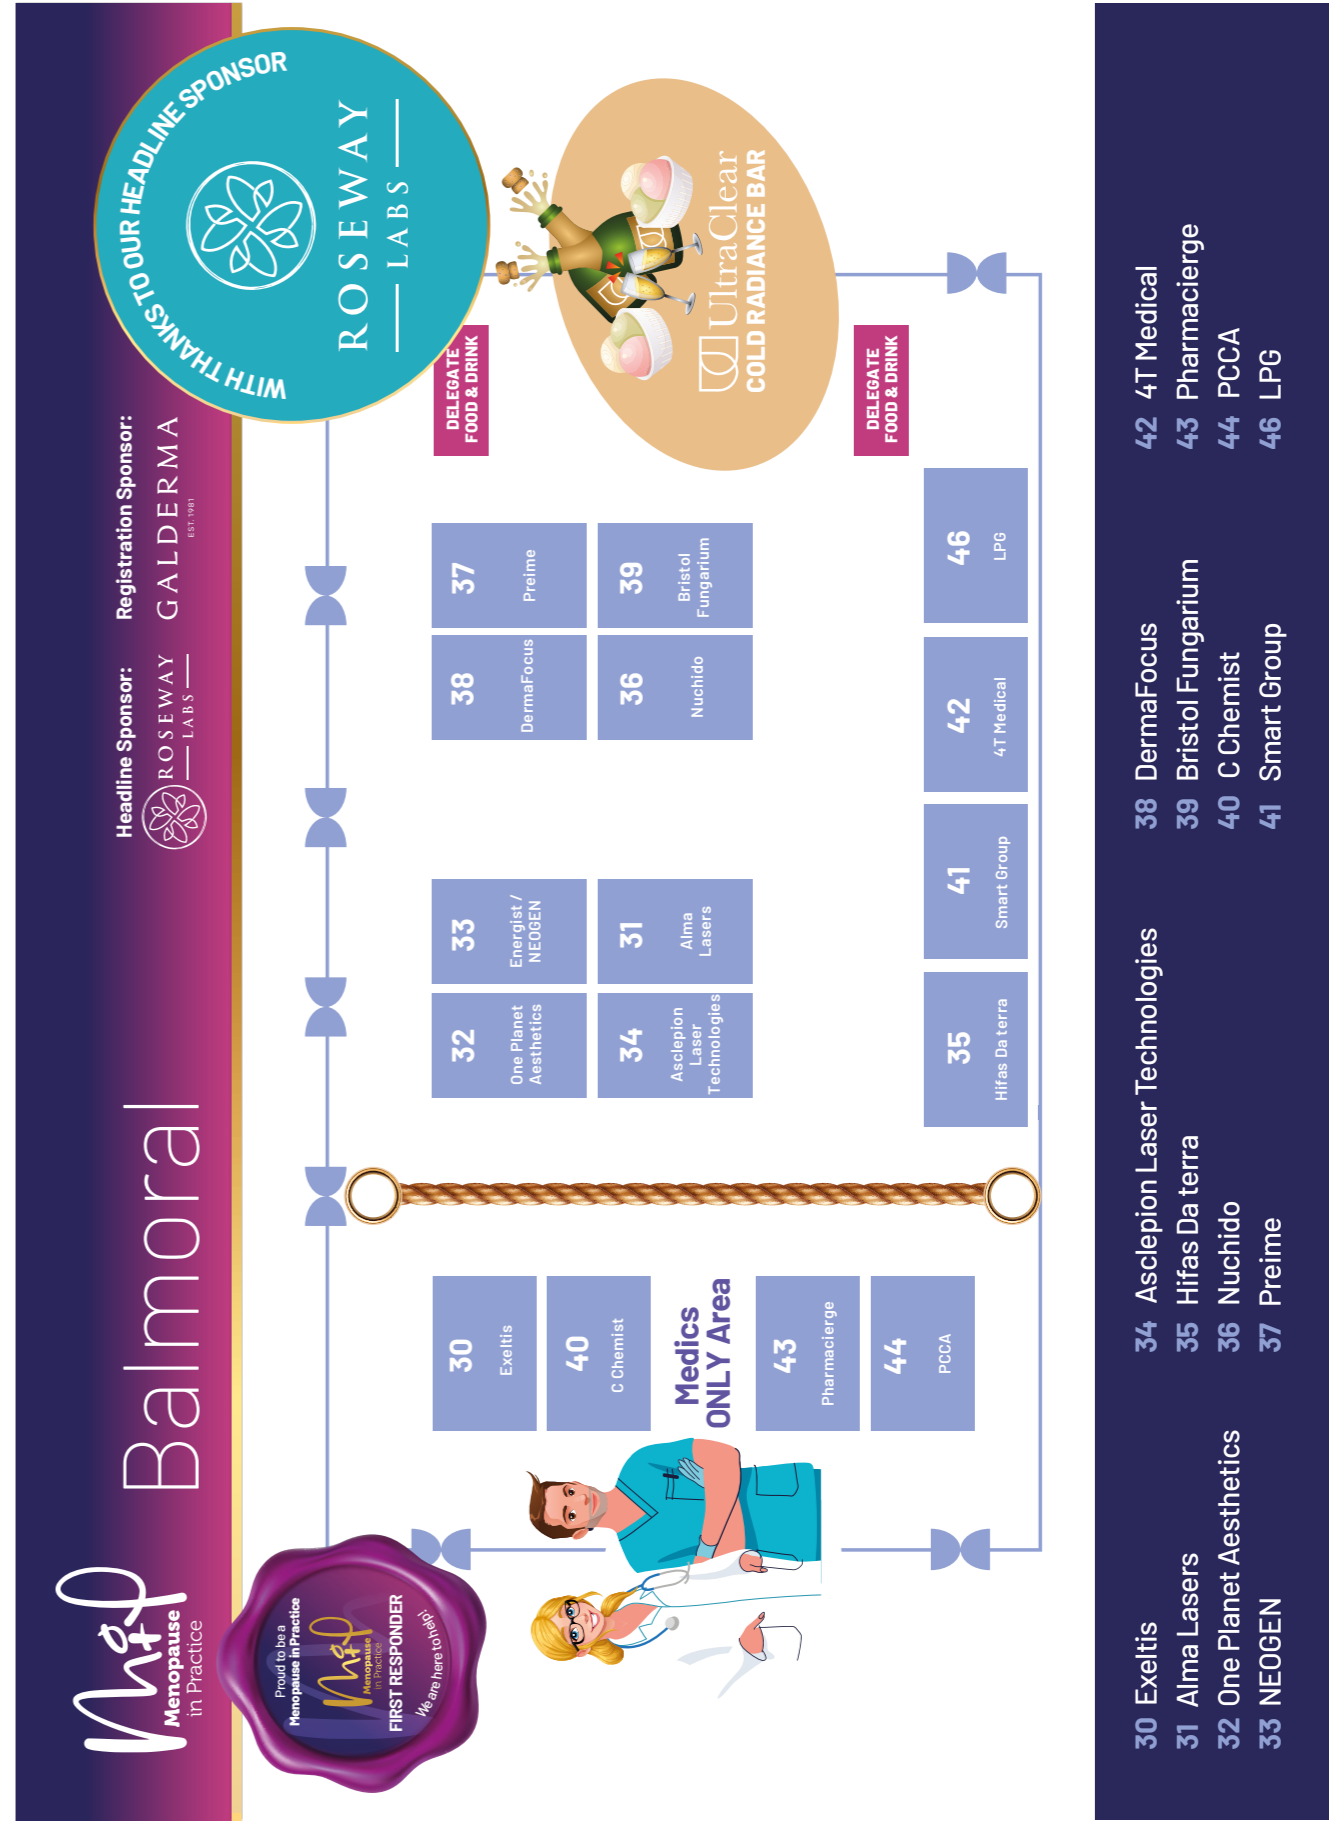 Menopause
in Practice
Balmoral
Headline Sponsor:
ROSEWAY
LABS
Registration Sponsor:
GALDERMA
EST. 1981
WITH THANKS TO OUR HEADLINE SPONSOR
ROSEWAY
LABS
Proud to be a
Menopause in Practice
Menopause
in Practice
FIRST RESPONDER
We are here to help!
30
Exeltis
40
C Chemist
Medics
ONLY Area
43
Pharmacierge
44
PCCA
32
One Planet
Aesthetics
33
Energist /
NEOGEN
34
Asclepion
Laser
Technologies
31
Alma
Lasers
38
DermaFocus
37
Preime
36
Nuchido
39
Bristol
Fungarium
35
Hifas Da terra
41
Smart Group
42
4T Medical
46
LPG
DELEGATE
FOOD & DRINK
UltraClear
COLD RADIANCE BAR
DELEGATE
FOOD & DRINK
30 Exeltis
31 Alma Lasers
32 One Planet Aesthetics
33 NEOGEN
34 Asclepion Laser Technologies
35 Hifas Da terra
36 Nuchido
37 Preime
38 DermaFocus
39 Bristol Fungarium
40 C Chemist
41 Smart Group
42 4T Medical
43 Pharmacierge
44 PCCA
46 LPG